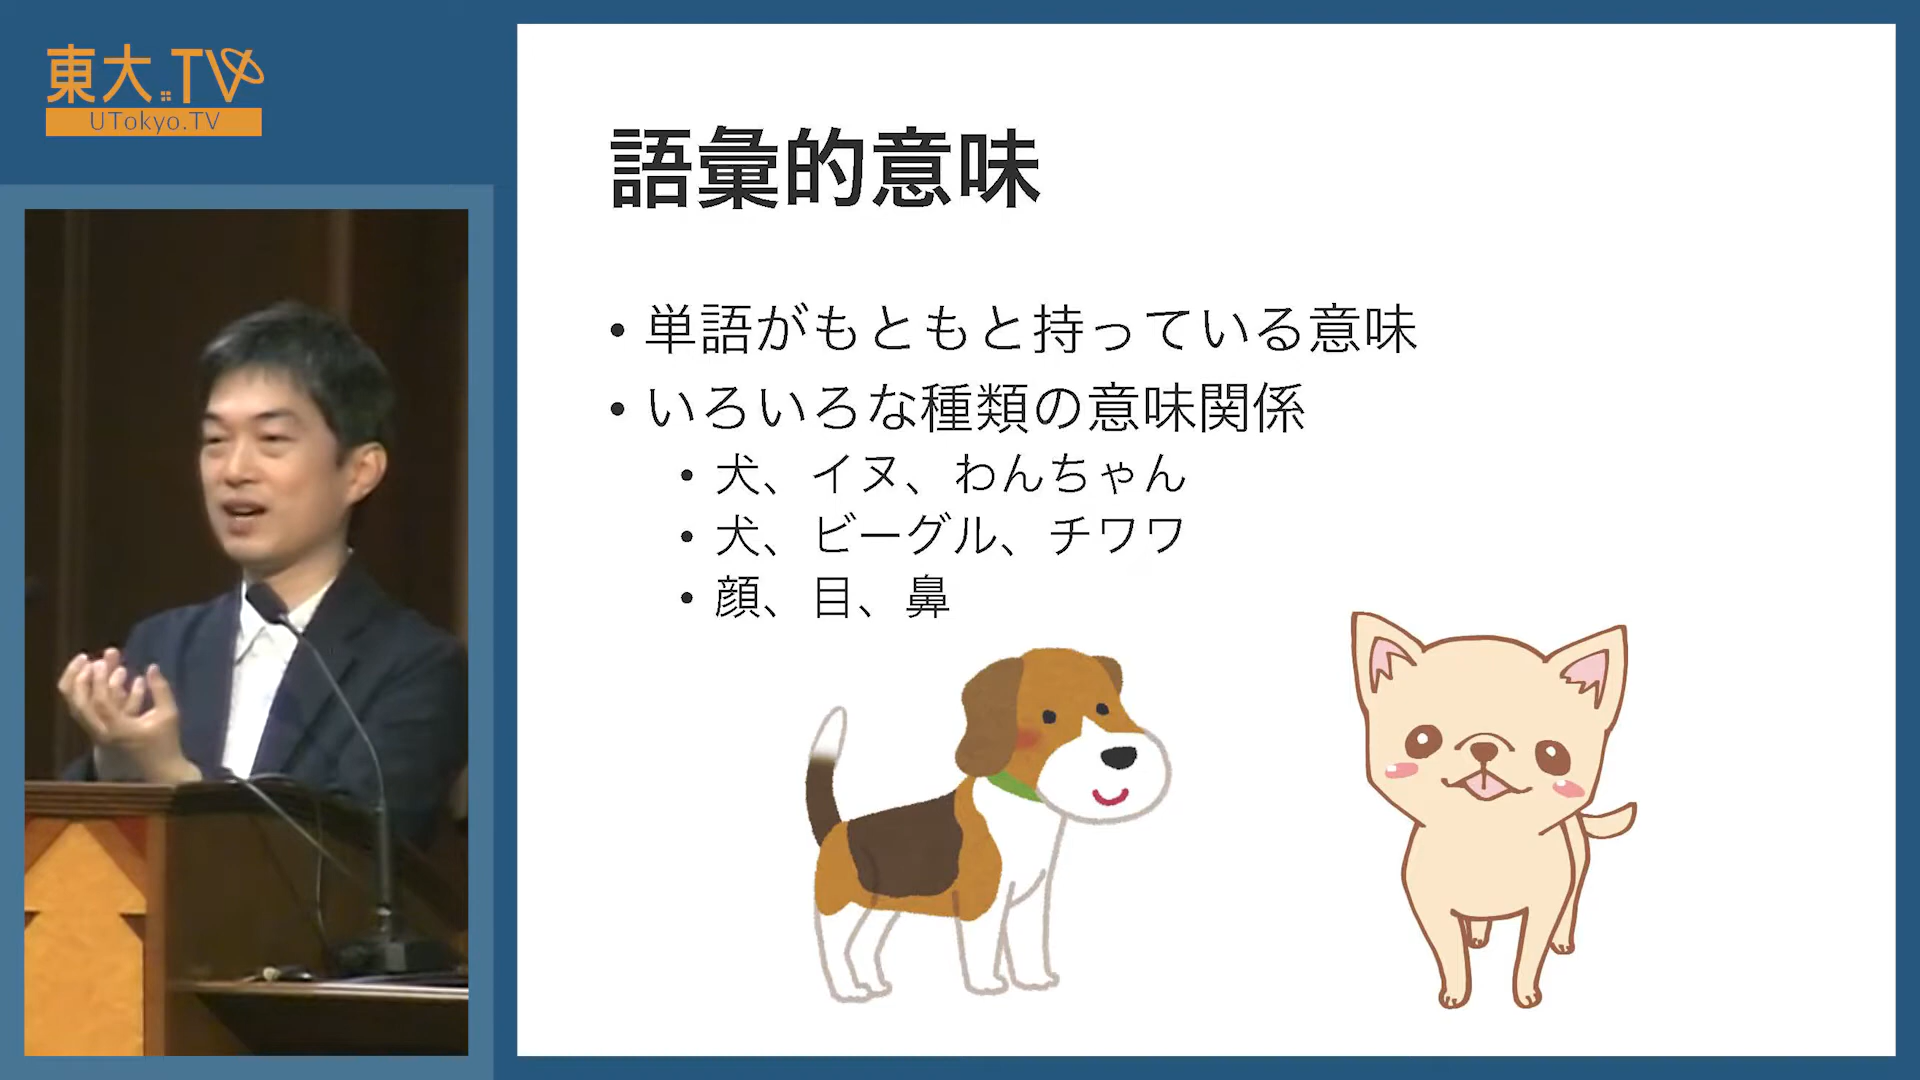 東大.TV
UTokyo.TV
語彙的意味
• 単語がもともと持っている意味
• いろいろな種類の意味関係
• 犬、イヌ、わんちゃん
• 犬、ビーグル、チワワ
• 顔、目、鼻